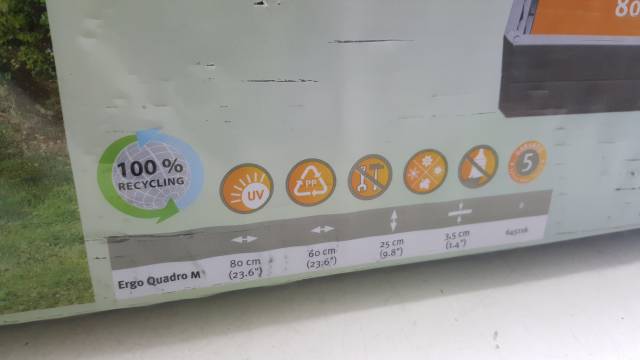 80
100 %
RECYCLING
UV
PP
5
Ergo Quadro M
80 cm
(23.6")
60 cm
(23.6")
25 cm
(9.8")
3,5 cm
(1.4")